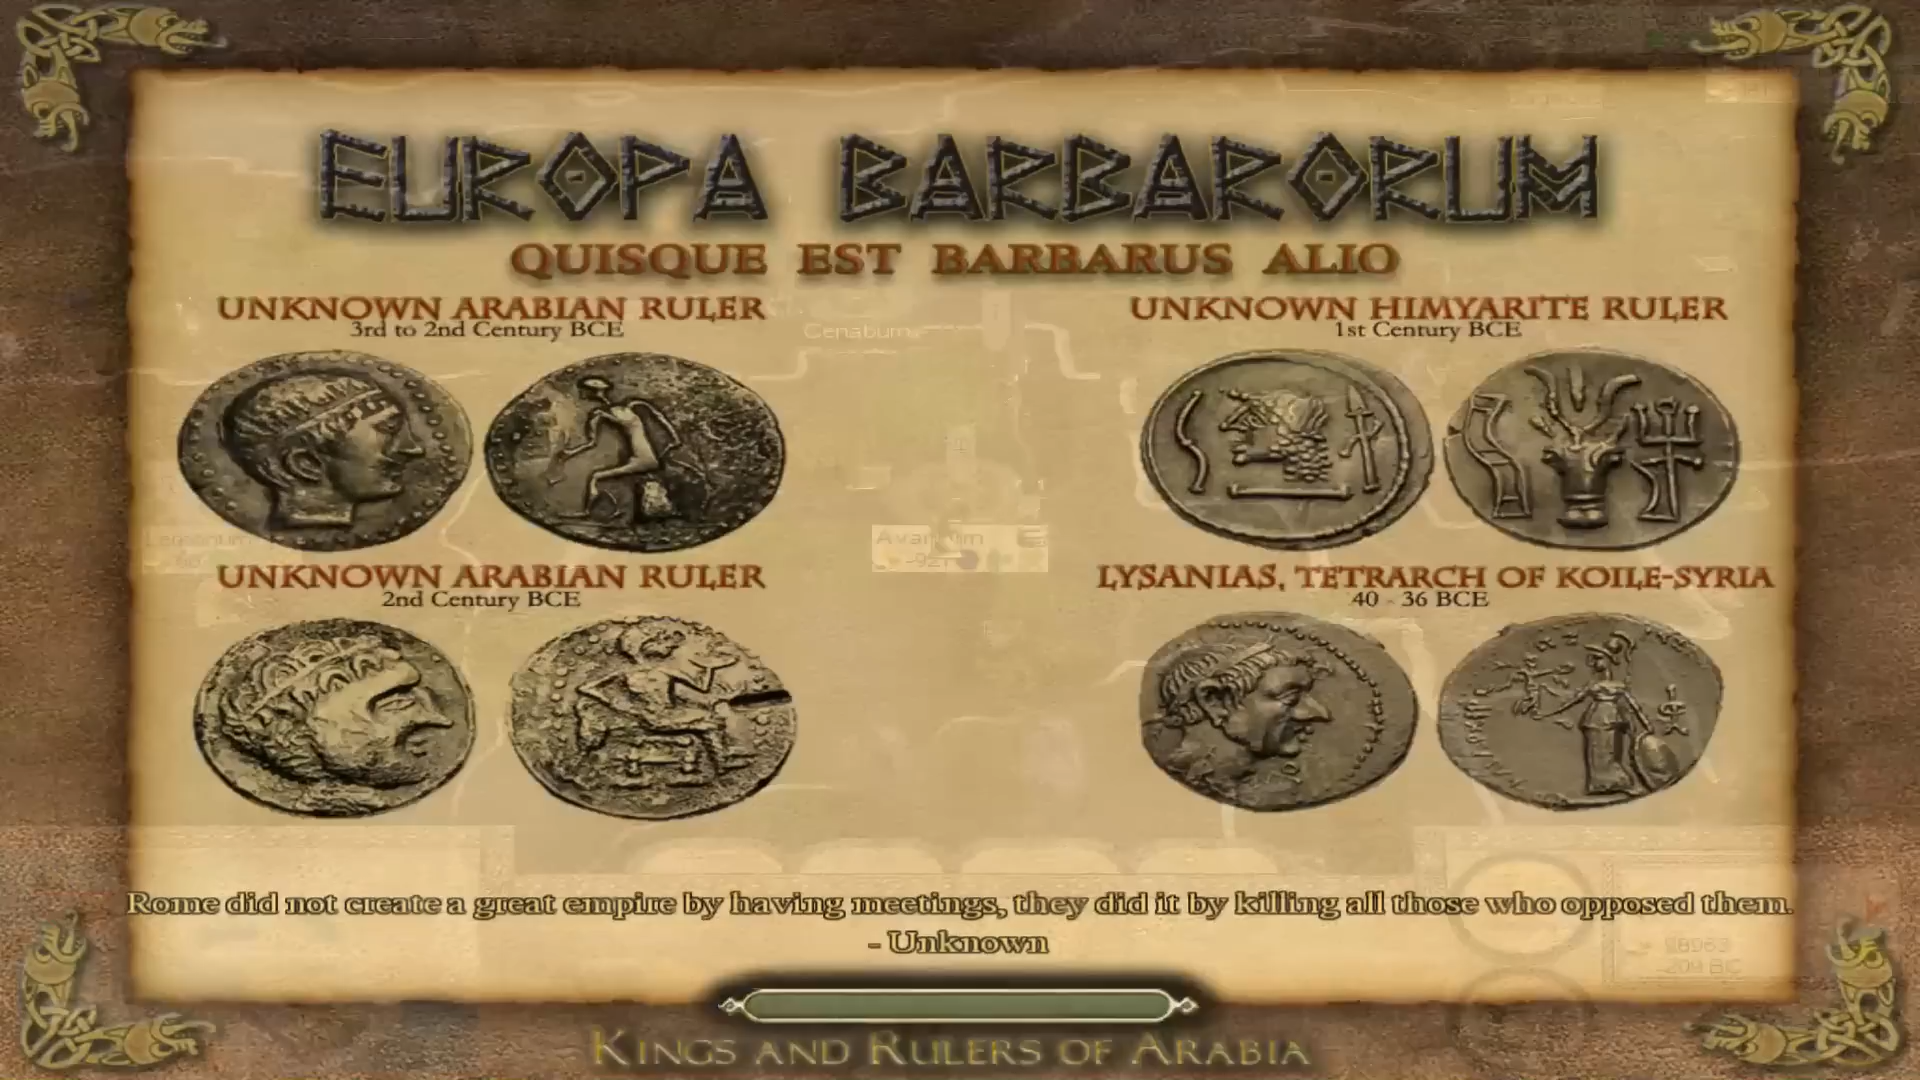 EUROPA BARBARORUM
QUISQUE EST BARBARUS ALIO
UNKNOWN ARABIAN RULER
3rd to 2nd Century BCE
UNKNOWN HIMYARITE RULER
1st Century BCE
Cenabum
Avaricum
UNKNOWN ARABIAN RULER
2nd Century BCE
LYSANIAS, TETRARCH OF KOILE-SYRIA
40 - 36 BCE
Rome did not create a great empire by having meetings, they did it by killing all those who opposed them.
- Unknown
KINGS AND RULERS OF ARABIA